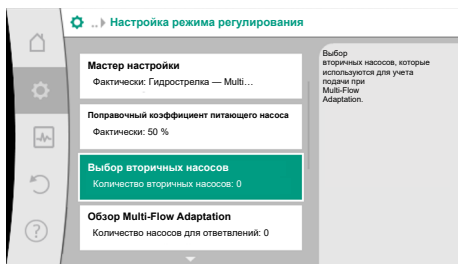 ..▸ Настройка режима регулирования
Мастер настройки
Фактически: Гидрострелка — Multi…
Поправочный коэффициент питающего насоса
Фактически: 50 %
Выбор вторичных насосов
Количество вторичных насосов: 0
Обзор Multi-Flow Adaptation
Количество насосов для ответвлений: 0
Выбор
вторичных насосов, которые
используются для учета
подачи при
Multi-Flow
Adaptation.